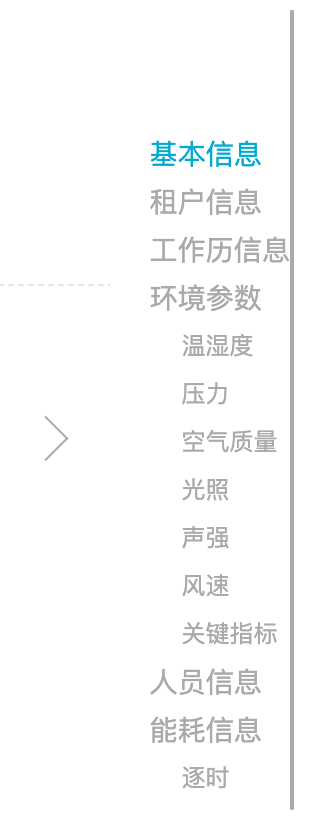 基本信息
租户信息
工作历信息
环境参数
温湿度
压力
空气质量
光照
声强
风速
关键指标
人员信息
能耗信息
逐时